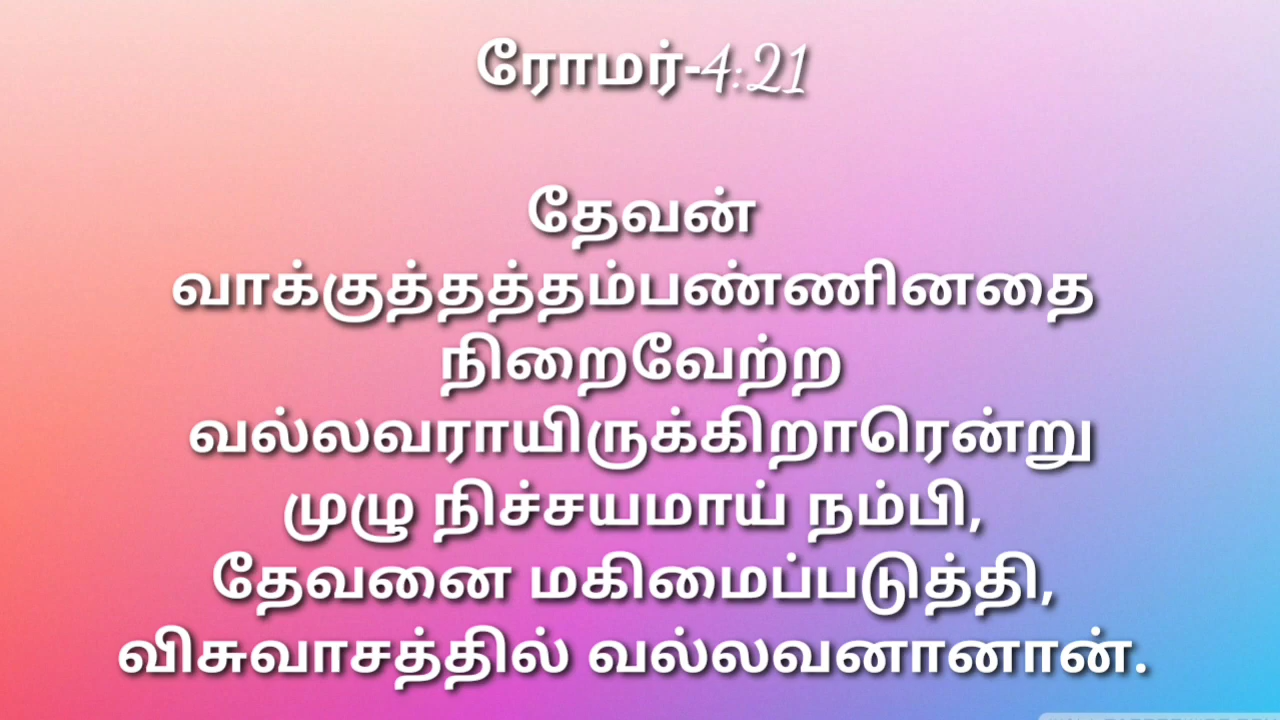 ரோமர்-4:21
தேவன்
வாக்குத்தத்தம்பண்ணினதை
நிறைவேற்ற
வல்லவராயிருக்கிறாரென்று
முழு நிச்சயமாய் நம்பி,
தேவனை மகிமைப்படுத்தி,
விசுவாசத்தில் வல்லவனானான்.